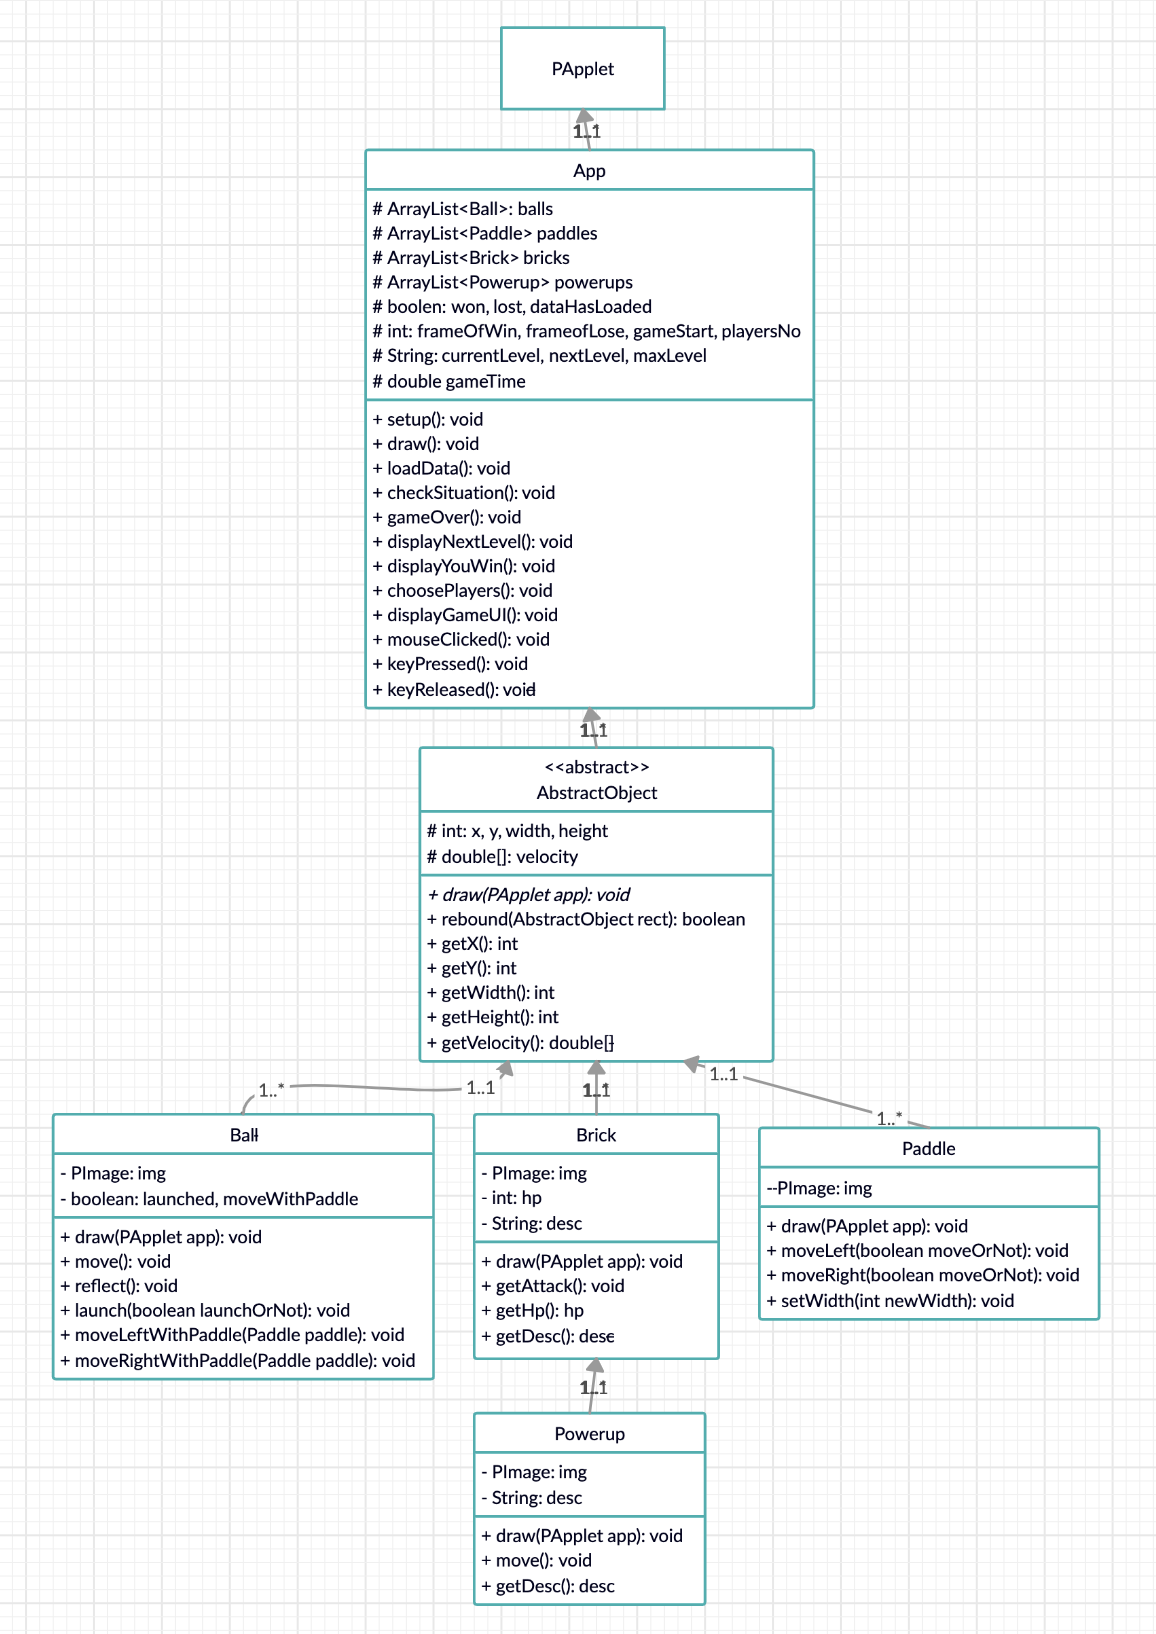 PApplet
1..*
1..1
App
# ArrayList<Ball>: balls
# ArrayList<Paddle> paddles
# ArrayList<Brick> bricks
# ArrayList<Powerup> powerups
# boolen: won, lost, dataHasLoaded
# int: frameOfWin, frameofLose, gameStart, playersNo
# String: currentLevel, nextLevel, maxLevel
# double gameTime
+ setup(): void
+ draw(): void
+ loadData(): void
+ checkSituation(): void
+ gameOver(): void
+ displayNextLevel(): void
+ displayYouWin(): void
+ choosePlayers(): void
+ displayGameUI(): void
+ mouseClicked(): void
+ keyPressed(): void
+ keyReleased(): void
1..*
1..1
<<abstract>>
AbstractObject
# int: x, y, width, height
# double[]: velocity
+ draw(PApplet app): void
+ rebound(AbstractObject rect): boolean
+ getX(): int
+ getY(): int
+ getWidth(): int
+ getHeight(): int
+ getVelocity(): double[]
1..*
1..1
1..*
1..1
1..1
1..*
Ball
- PImage: img
- boolean: launched, moveWithPaddle
+ draw(PApplet app): void
+ move(): void
+ reflect(): void
+ launch(boolean launchOrNot): void
+ moveLeftWithPaddle(Paddle paddle): void
+ moveRightWithPaddle(Paddle paddle): void
Brick
- PImage: img
- int: hp
- String: desc
+ draw(PApplet app): void
+ getAttack(): void
+ getHp(): hp
+ getDesc(): desc
Paddle
--PImage: img
+ draw(PApplet app): void
+ moveLeft(boolean moveOrNot): void
+ moveRight(boolean moveOrNot): void
+ setWidth(int newWidth): void
1..*
1..1
Powerup
- PImage: img
- String: desc
+ draw(PApplet app): void
+ move(): void
+ getDesc(): desc